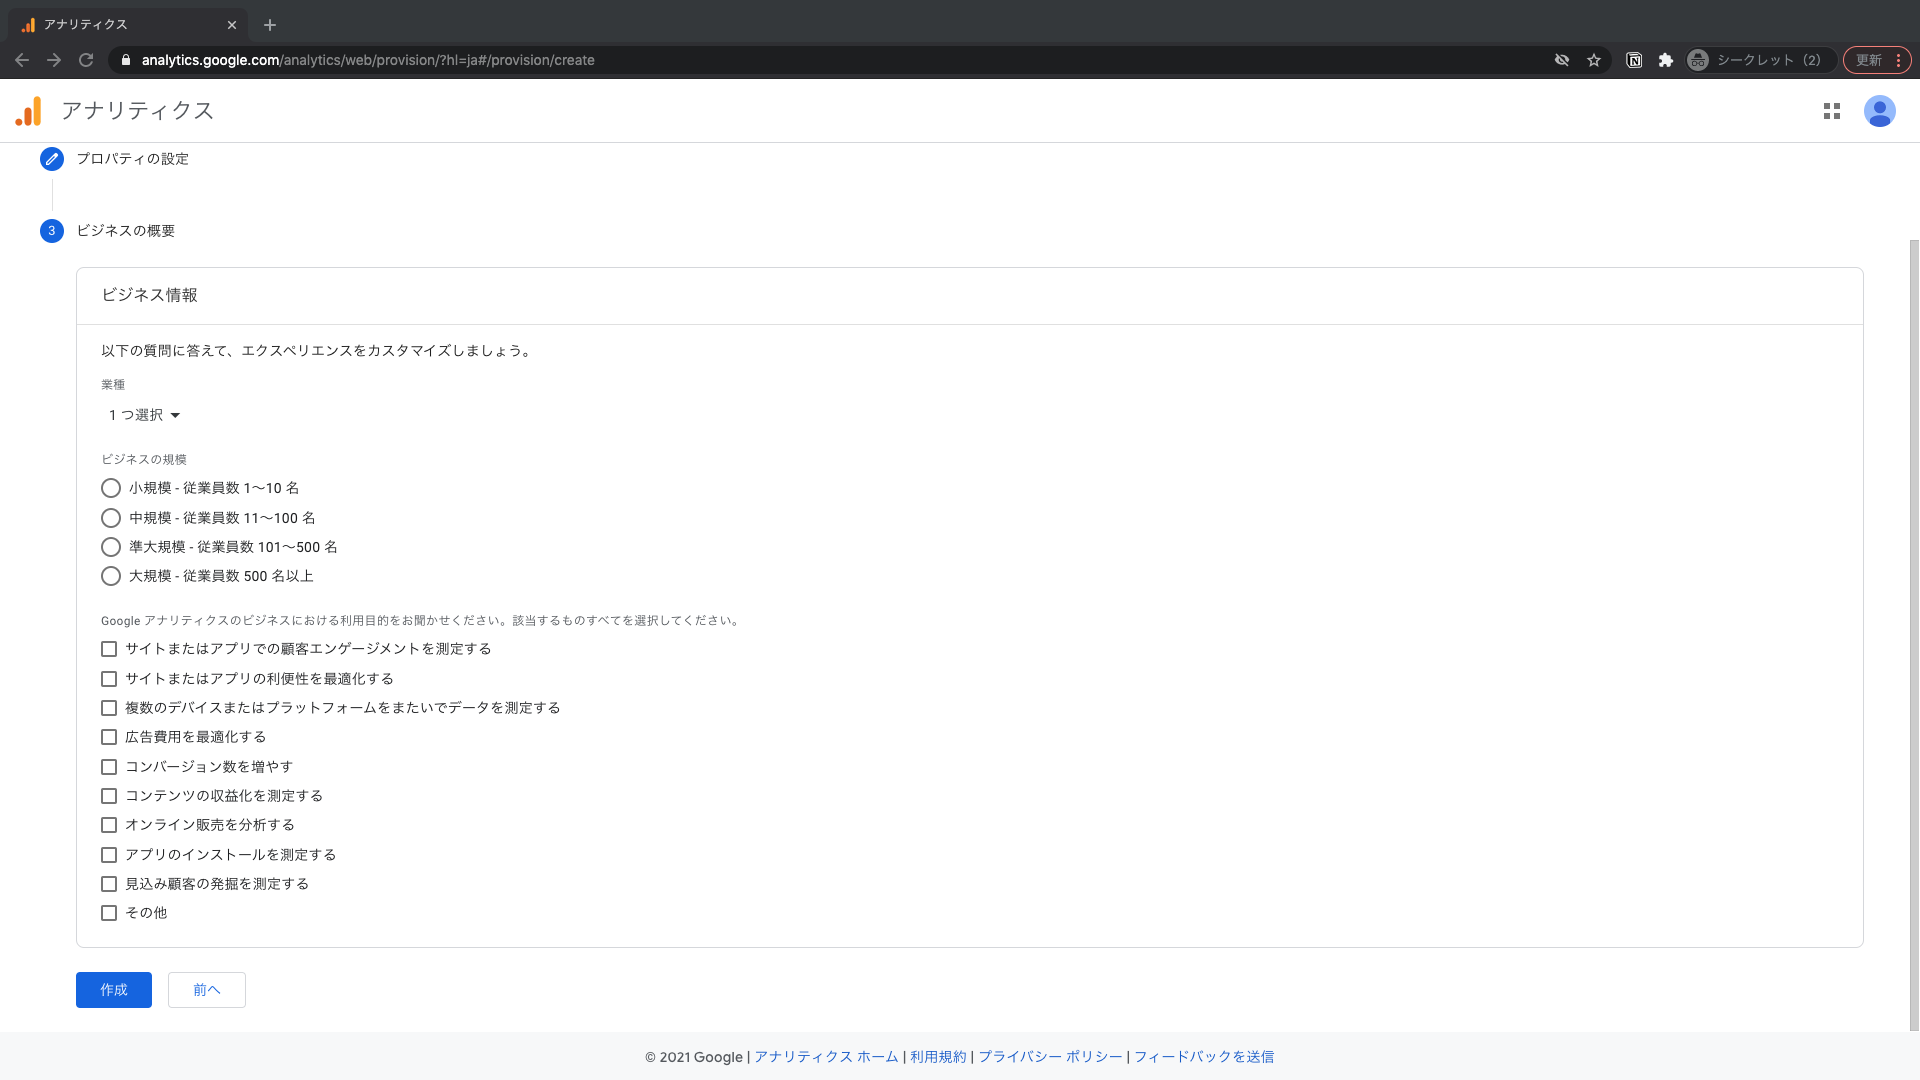 アナリティクス
analytics.google.com/analytics/web/provision/?hl=ja#/provision/create
シークレット（2）
更新
アナリティクス
プロパティの設定
3 ビジネスの概要
ビジネス情報
以下の質問に答えて、エクスペリエンスをカスタマイズしましょう。
業種
1 つ選択
ビジネスの規模
小規模 - 従業員数 1～10 名
中規模 - 従業員数 11～100 名
準大規模 - 従業員数 101～500 名
大規模 - 従業員数 500 名以上
Google アナリティクスのビジネスにおける利用目的をお聞かせください。該当するものすべてを選択してください。
サイトまたはアプリでの顧客エンゲージメントを測定する
サイトまたはアプリの利便性を最適化する
複数のデバイスまたはプラットフォームをまたいでデータを測定する
広告費用を最適化する
コンバージョン数を増やす
コンテンツの収益化を測定する
オンライン販売を分析する
アプリのインストールを測定する
見込み顧客の発掘を測定する
その他
作成 前へ
© 2021 Google | アナリティクス ホーム | 利用規約 | プライバシー ポリシー | フィードバックを送信